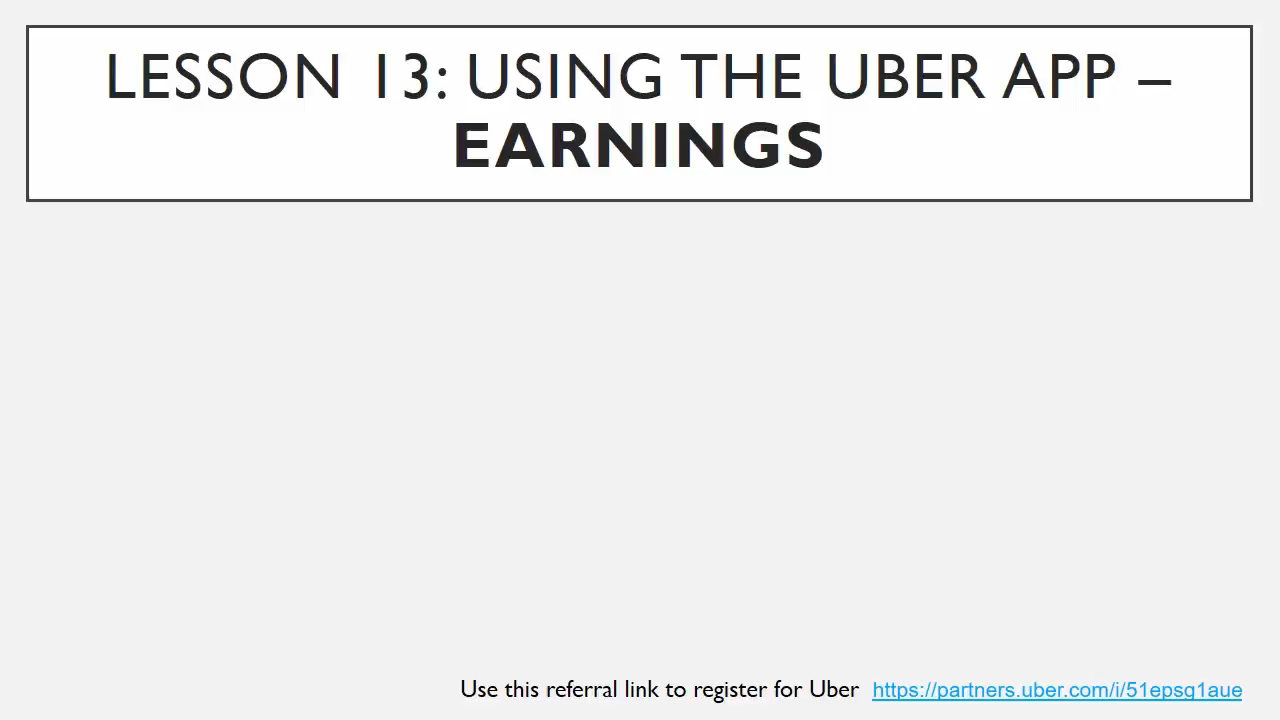 LESSON 13: USING THE UBER APP –
EARNINGS
Use this referral link to register for Uber https://partners.uber.com/i/51epsq1aue